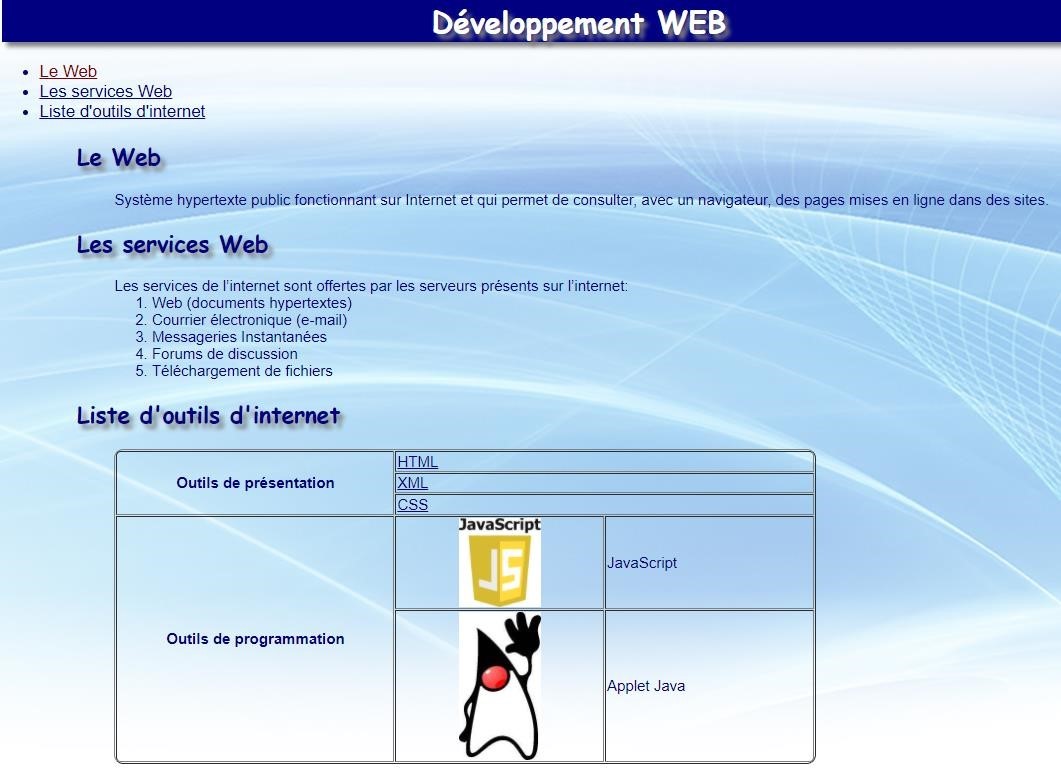 Développement WEB
Le Web
Les services Web
Liste d'outils d'internet
Le Web
Système hypertexte public fonctionnant sur Internet et qui permet de consulter, avec un navigateur, des pages mises en ligne dans des sites.
Les services Web
Les services de l’internet sont offertes par les serveurs présents sur l’internet:
1. Web (documents hypertextes)
2. Courrier électronique (e-mail)
3. Messageries Instantanées
4. Forums de discussion
5. Téléchargement de fichiers
Liste d'outils d'internet
Outils de présentation
HTML
XML
CSS
Outils de programmation
JavaScript
JS
JavaScript
Applet Java